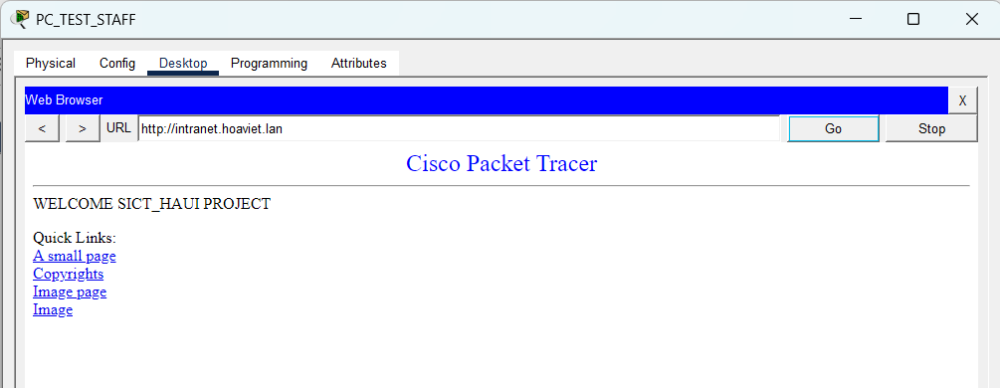 PC_TEST_STAFF
Physical Config Desktop Programming Attributes
Web Browser X
< > URL http://intranet.hoaviet.lan Go Stop
Cisco Packet Tracer
WELCOME SICT_HAUI PROJECT
Quick Links:
A small page
Copyrights
Image page
Image